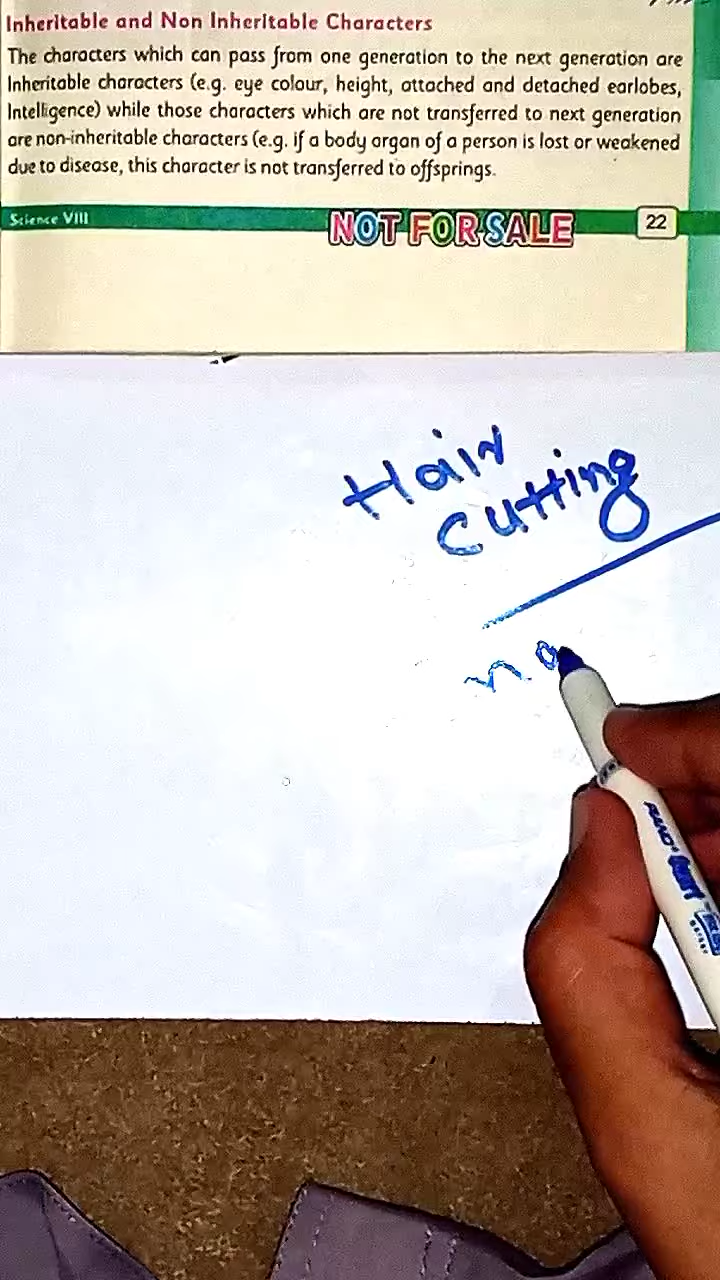 Inheritable and Non Inheritable Characters
The characters which can pass from one generation to the next generation are
Inheritable characters (e.g. eye colour, height, attached and detached earlobes,
Intelligence) while those characters which are not transferred to next generation
are non-inheritable characters (e.g. if a body organ of a person is lost or weakened
due to disease, this character is not transferred to offsprings.
Science VIII
NOT FOR SALE
22
Hair
cutting